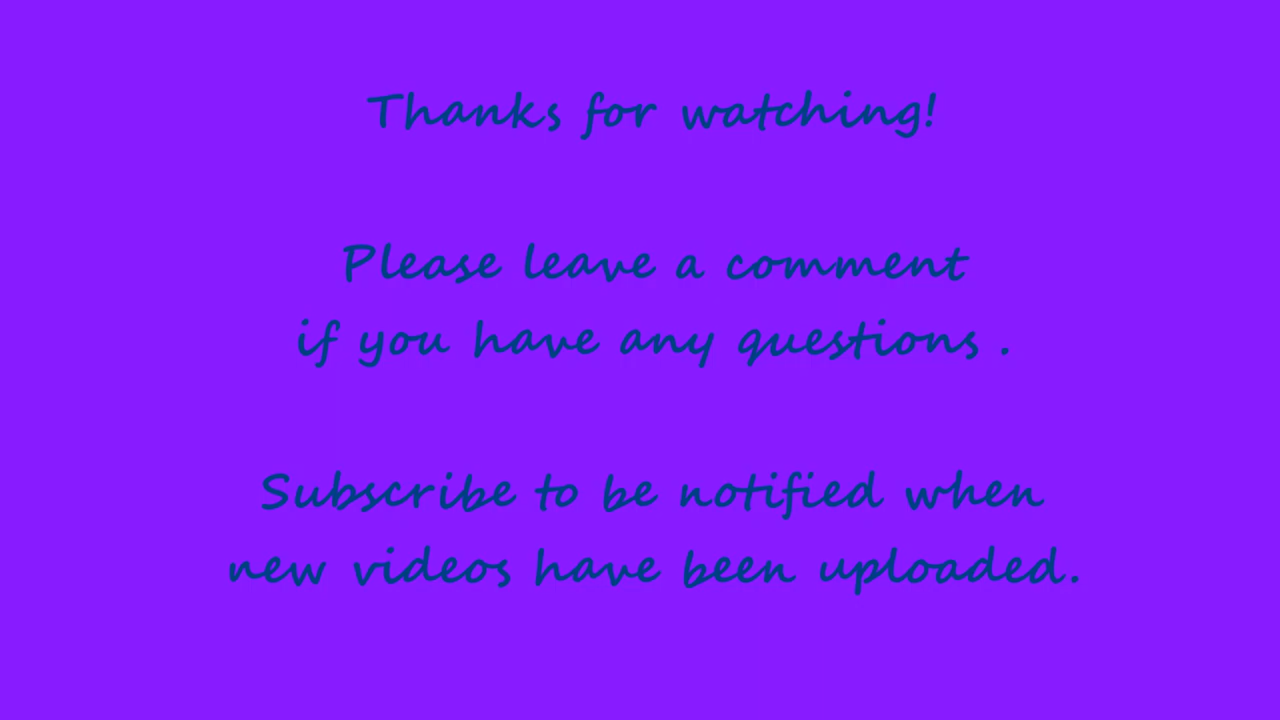 Thanks for watching!
Please leave a comment
if you have any questions .
Subscribe to be notified when
new videos have been uploaded.